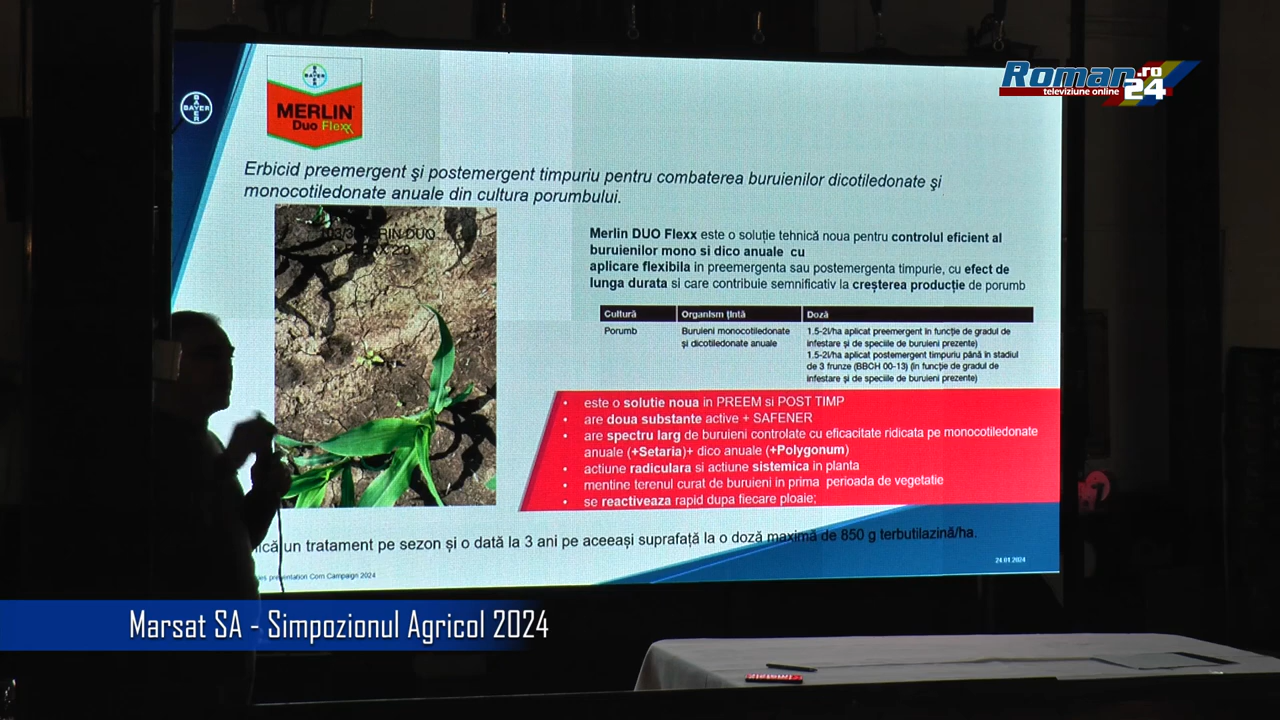 Roman.ro
24
televiziune online
BAYER
BAYER
MERLIN
Duo Flexx
Erbicid preemergent şi postemergent timpuriu pentru combaterea buruienilor dicotiledonate şi
monocotiledonate anuale din cultura porumbului.
Merlin DUO Flexx este o soluție tehnică noua pentru controlul eficient al
buruienilor mono si dico anuale cu
aplicare flexibila in preemergenta sau postemergenta timpurie, cu efect de
lunga durata si care contribuie semnificativ la creșterea producție de porumb
Cultură Organism țintă Doză
Porumb Buruieni monocotiledonate 1.5-2l/ha aplicat preemergent în funcție de gradul de
și dicotiledonate anuale infestare și de speciile de buruieni prezente)
1.5-2l/ha aplicat postemergent timpuriu până în stadiul
de 3 frunze (BBCH 00-13) (în funcție de gradul de
infestare și de speciile de buruieni prezente)
• este o solutie noua in PREEM si POST TIMP
• are doua substante active + SAFENER
• are spectru larg de buruieni controlate cu eficacitate ridicata pe monocotiledonate
anuale (+Setaria)+ dico anuale (+Polygonum)
• actiune radiculara si actiune sistemica in planta
• mentine terenul curat de buruieni in prima perioada de vegetatie
• se reactiveaza rapid dupa fiecare ploaie;
un tratament pe sezon și o dată la 3 ani pe aceeași suprafață la o doză maximă de 850 g terbutilazină/ha.
presentation Corn Campaign 2024
24.01.2024
Marsat SA - Simpozionul Agricol 2024